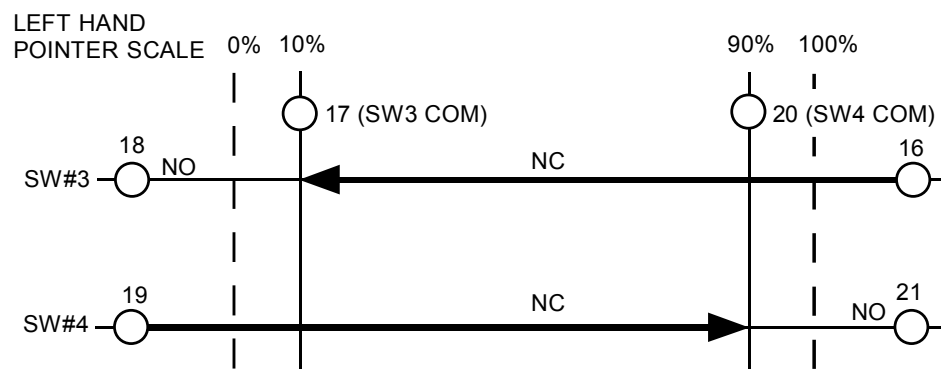 LEFT HAND
POINTER SCALE 0% 10% 90% 100%
17 (SW3 COM) 20 (SW4 COM)
18 16
SW#3 NO NC
19 21
SW#4 NC NO